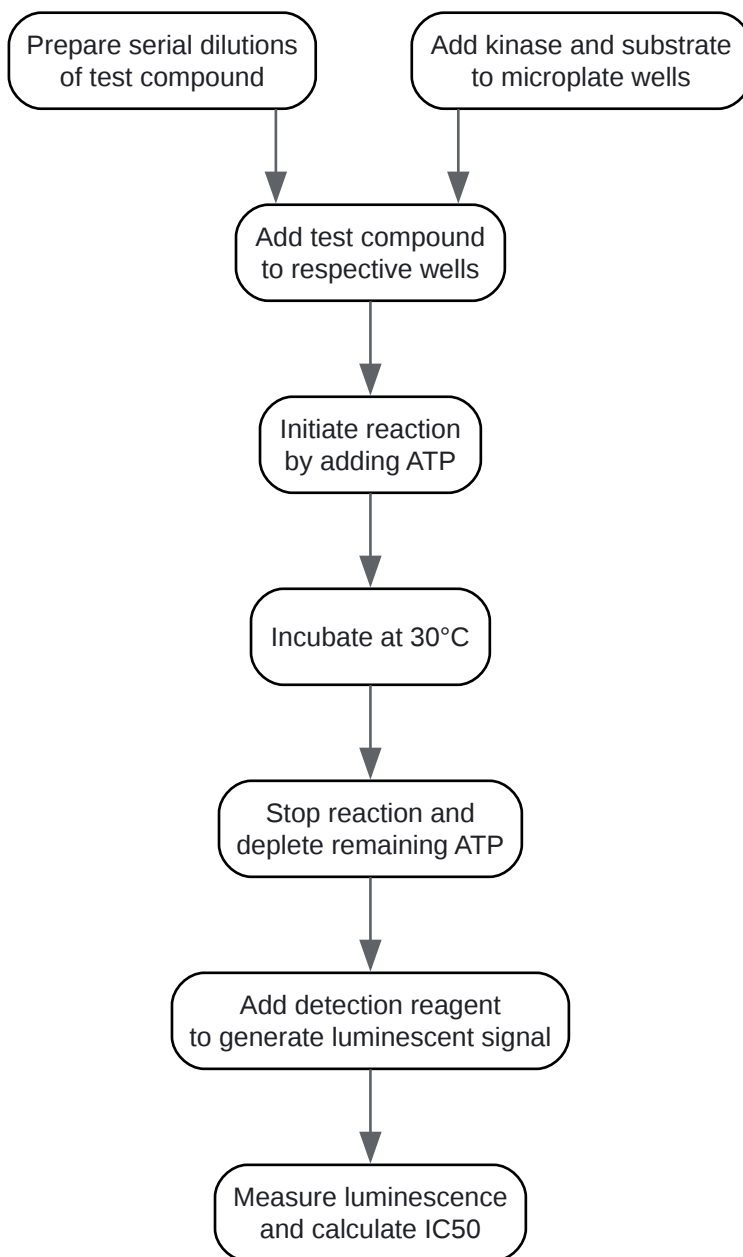 Prepare serial dilutions
of test compound
Add kinase and substrate
to microplate wells
Add test compound
to respective wells
Initiate reaction
by adding ATP
Incubate at 30°C
Stop reaction and
deplete remaining ATP
Add detection reagent
to generate luminescent signal
Measure luminescence
and calculate IC50